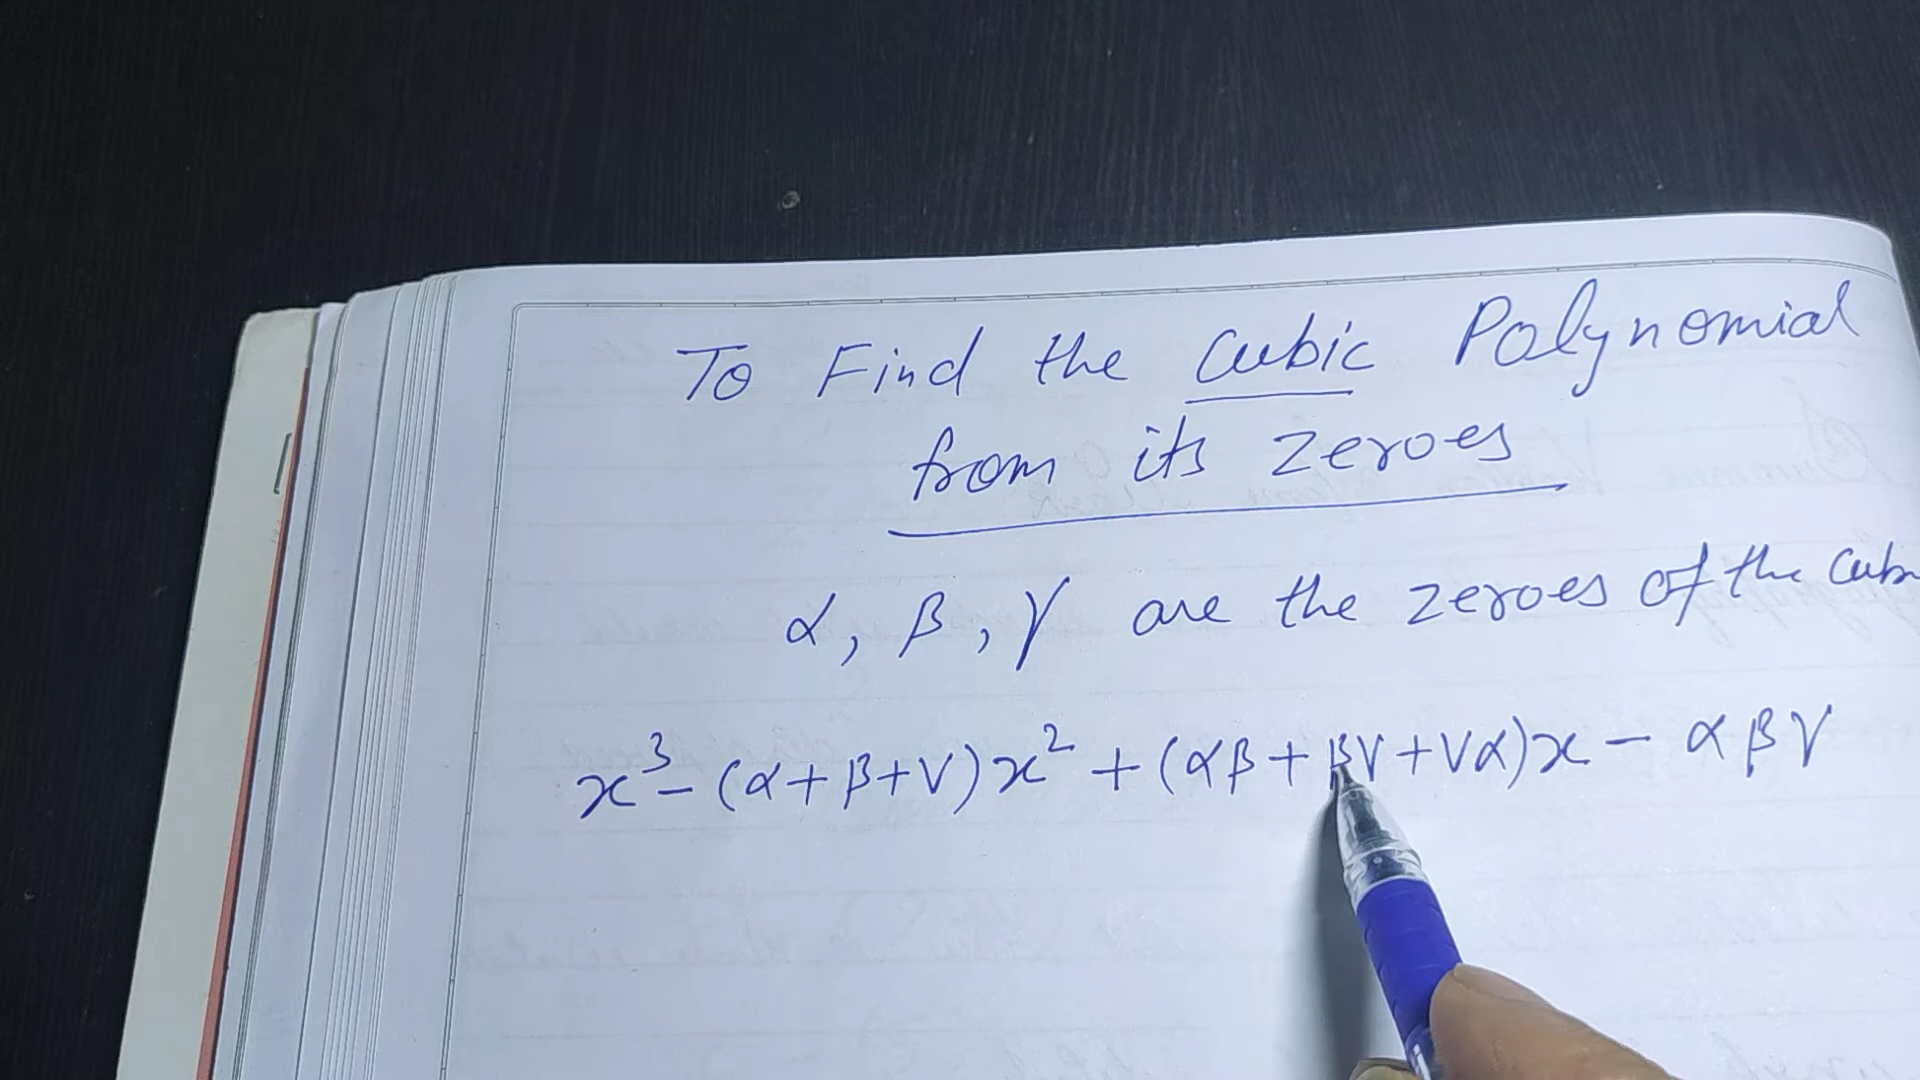 To Find the Cubic Polynomial
from its zeroes
α, β, γ are the zeroes of the cub
x³ - (α+β+γ)x² + (αβ+βγ+γα)x - αβγ